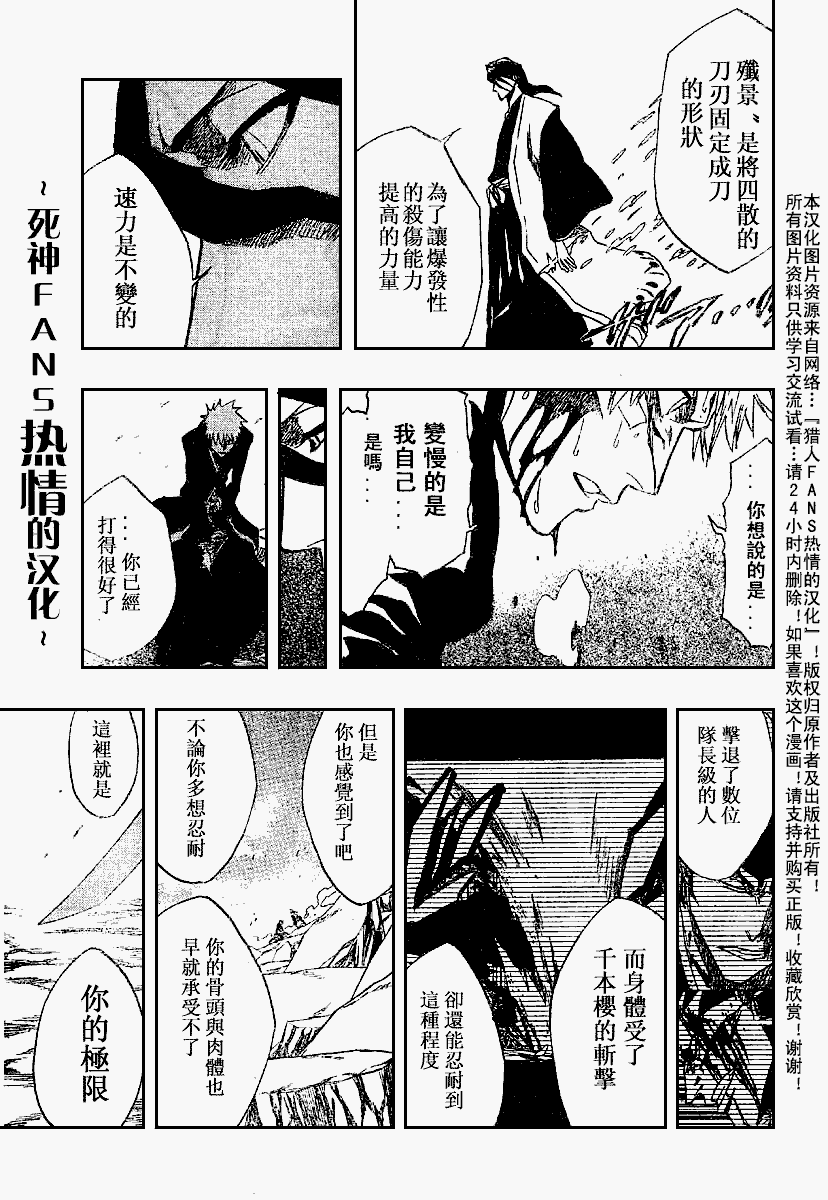 殲景〝是將四散的
刀刃固定成刀
的形狀
為了讓爆發性
的殺傷能力
提高的力量
速力是不變的
...你想說的是...
變慢的是
我自己...
是嗎...
...你已經
打得很好了
擊退了數位
隊長級的人
而身體受了
千本櫻的斬擊
卻還能忍耐到
這種程度
但是
你也感覺到了吧
不論你多想忍耐
你的骨頭與肉體也
早就承受不了
這裡就是
你的極限
~死神FANS热情的汉化~
本汉化图片资源来自网络…『猎人FANS热情的汉化』！版权归原作者及出版社所有！
所有图片资料只供学习交流试看…请24小时内删除！如果喜欢这个漫画！请支持并购买正版！收藏欣赏！谢谢！